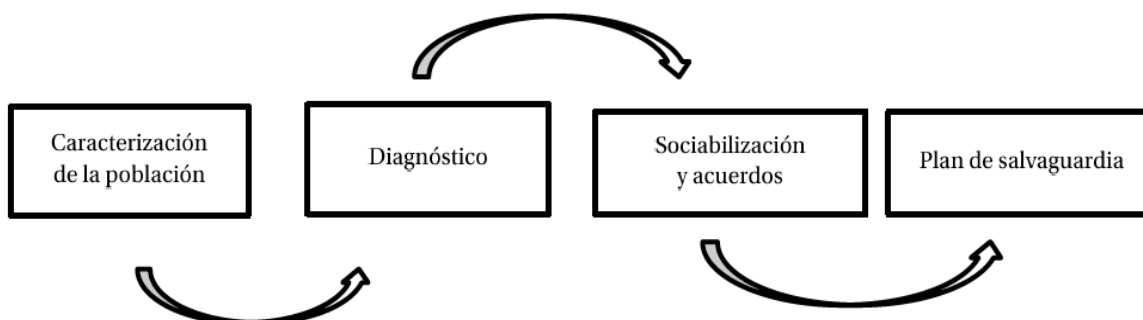 Caracterización
de la población
Diagnóstico
Sociabilización
y acuerdos
Plan de salvaguardia